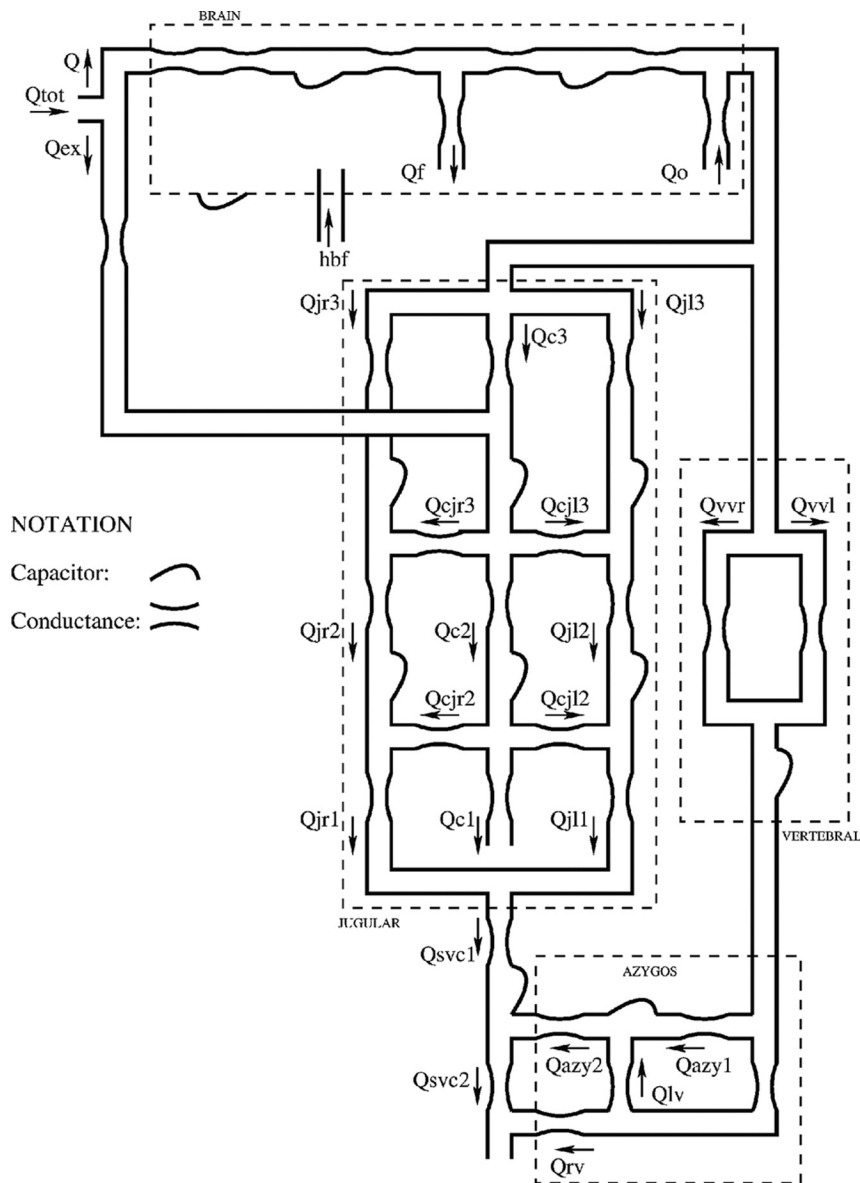 BRAIN
Q
Qtot
Qex
Qf
Qo
hbf
Qjr3
Qjl3
Qc3
Qcjr3
Qcjl3
Qvvr
Qvvl
NOTATION
Capacitor:
Conductance:
Qjr2
Qc2
Qjl2
Qcjr2
Qcjl2
Qjr1
Qc1
Qjl1
VERTEBRAL
JUGULAR
Qsvc1
AZYGOS
Qazy2
Qazy1
Qsvc2
Qlv
Qrv